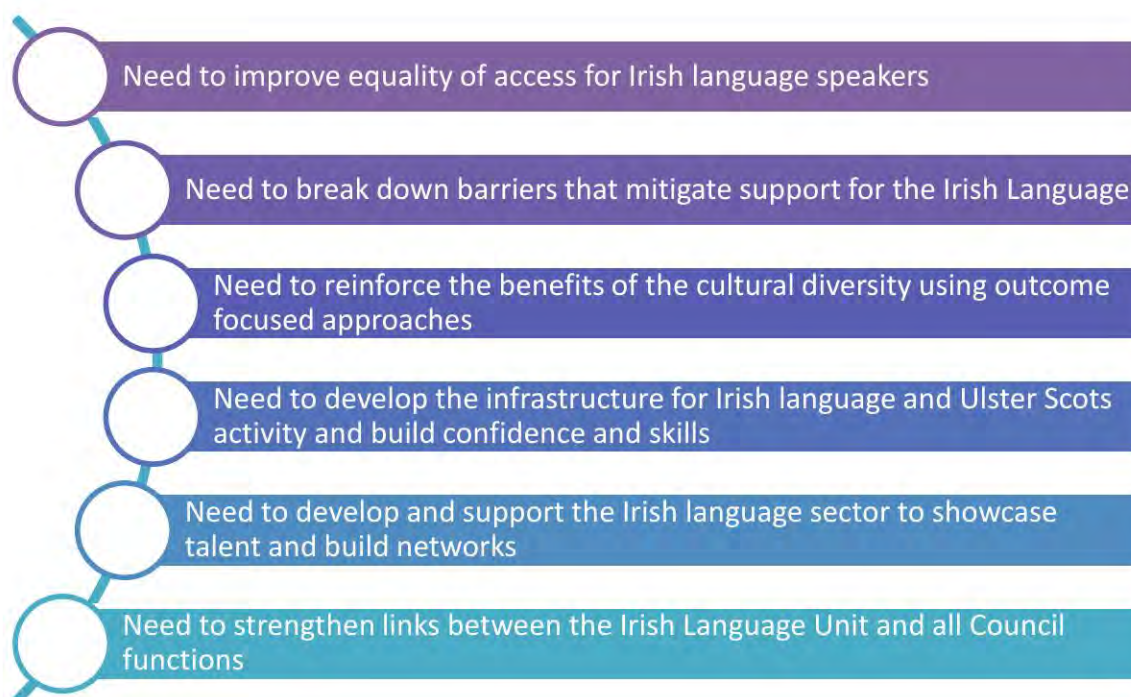 Need to improve equality of access for Irish language speakers
Need to break down barriers that mitigate support for the Irish Language
Need to reinforce the benefits of the cultural diversity using outcome
focused approaches
Need to develop the infrastructure for Irish language and Ulster Scots
activity and build confidence and skills
Need to develop and support the Irish language sector to showcase
talent and build networks
Need to strengthen links between the Irish Language Unit and all Council
functions